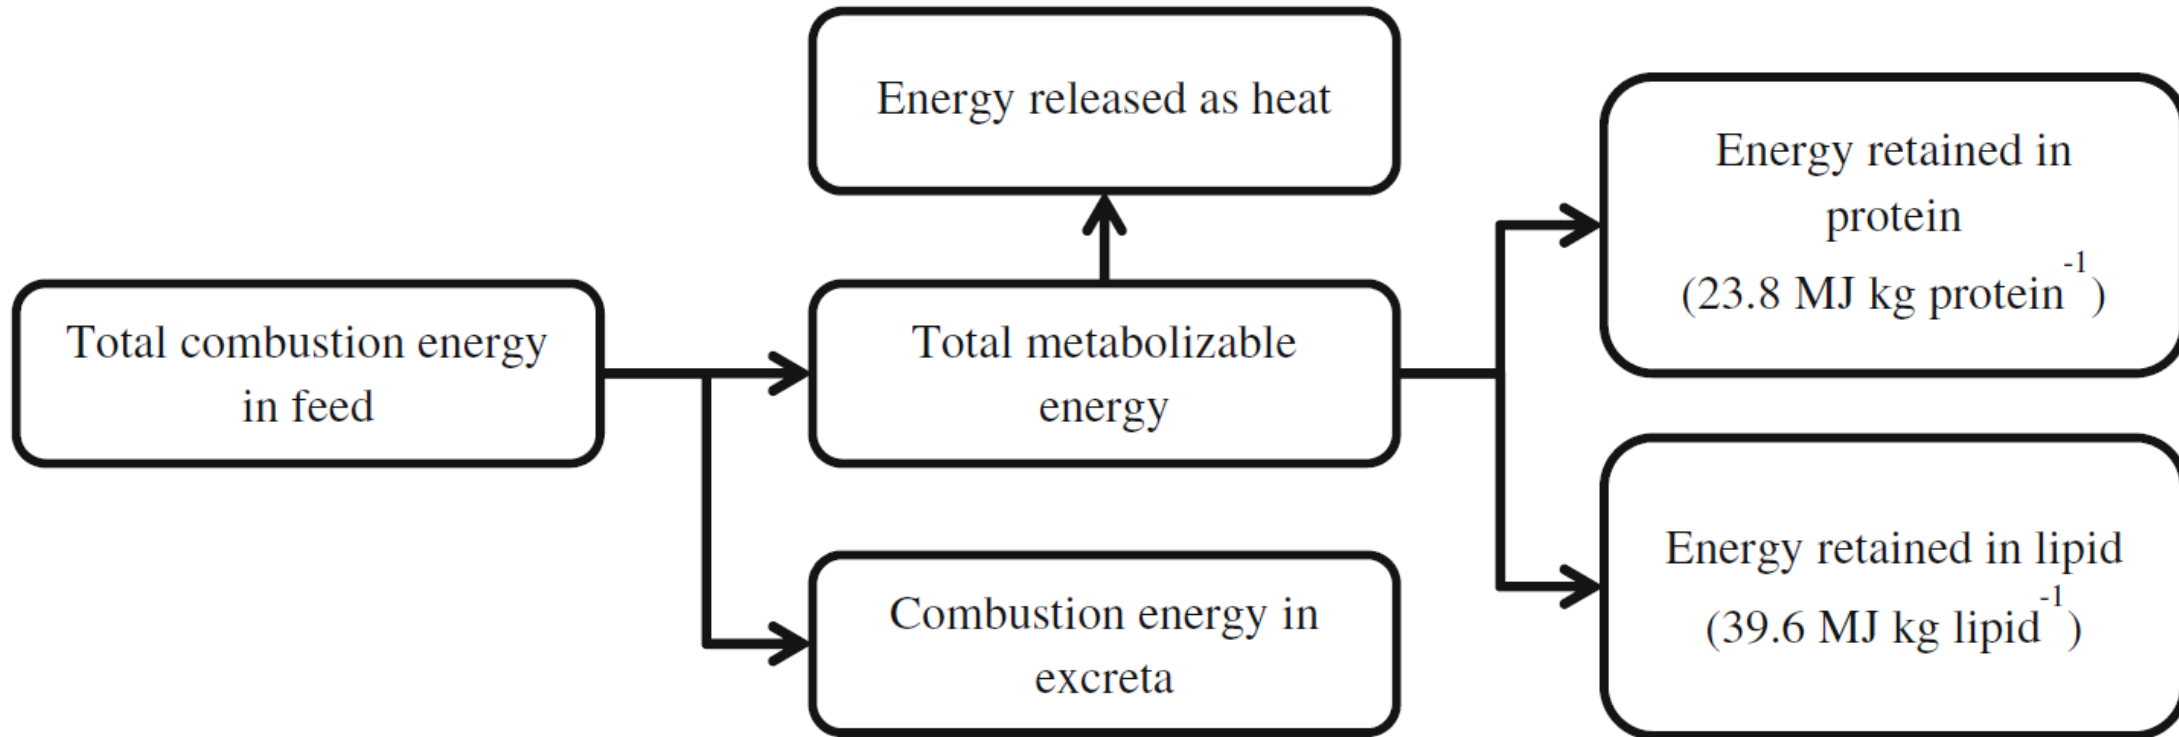 Energy released as heat
Total combustion energy
in feed
Total metabolizable
energy
Combustion energy in
excreta
Energy retained in
protein
(23.8 MJ kg protein⁻¹)
Energy retained in lipid
(39.6 MJ kg lipid⁻¹)